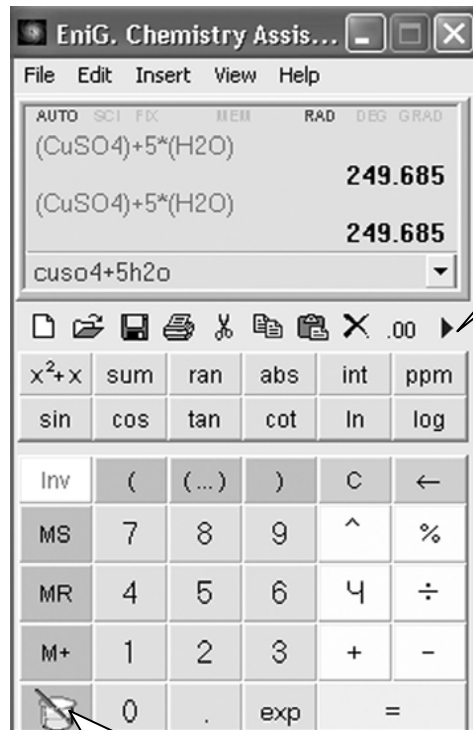 EniG. Chemistry Assis...
File Edit Insert View Help
AUTO SCI FIX MEM RAD DEG GRAD
(CuSO4)+5*(H2O)
249.685
(CuSO4)+5*(H2O)
249.685
cuso4+5h2o
.00
x²+x sum ran abs int ppm
sin cos tan cot ln log
Inv ( (...) ) C ←
MS 7 8 9 ^ %
MR 4 5 6 Ч ÷
M+ 1 2 3 + −
0 . exp =